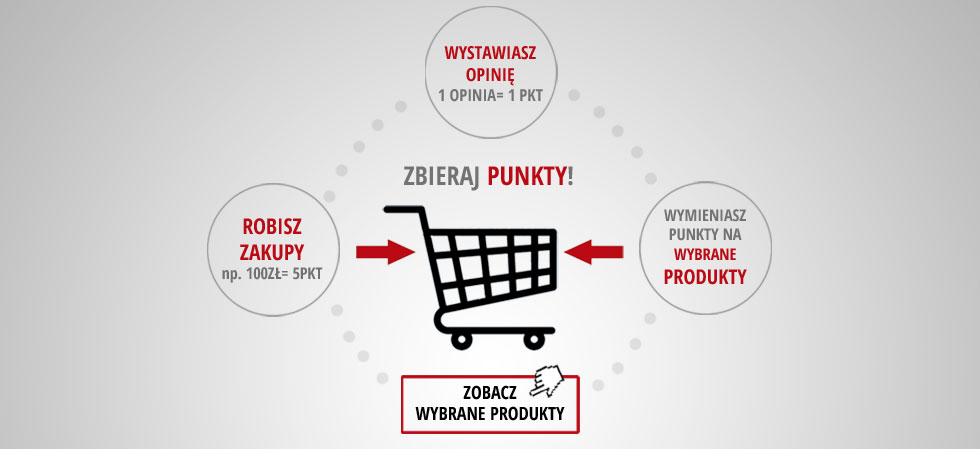 WYSTAWIASZ
OPINIĘ
1 OPINIA= 1 PKT
ZBIERAJ PUNKTY!
ROBISZ
ZAKUPY
np. 100ZŁ= 5PKT
WYMIENIASZ
PUNKTY NA
WYBRANE
PRODUKTY
ZOBACZ
WYBRANE PRODUKTY